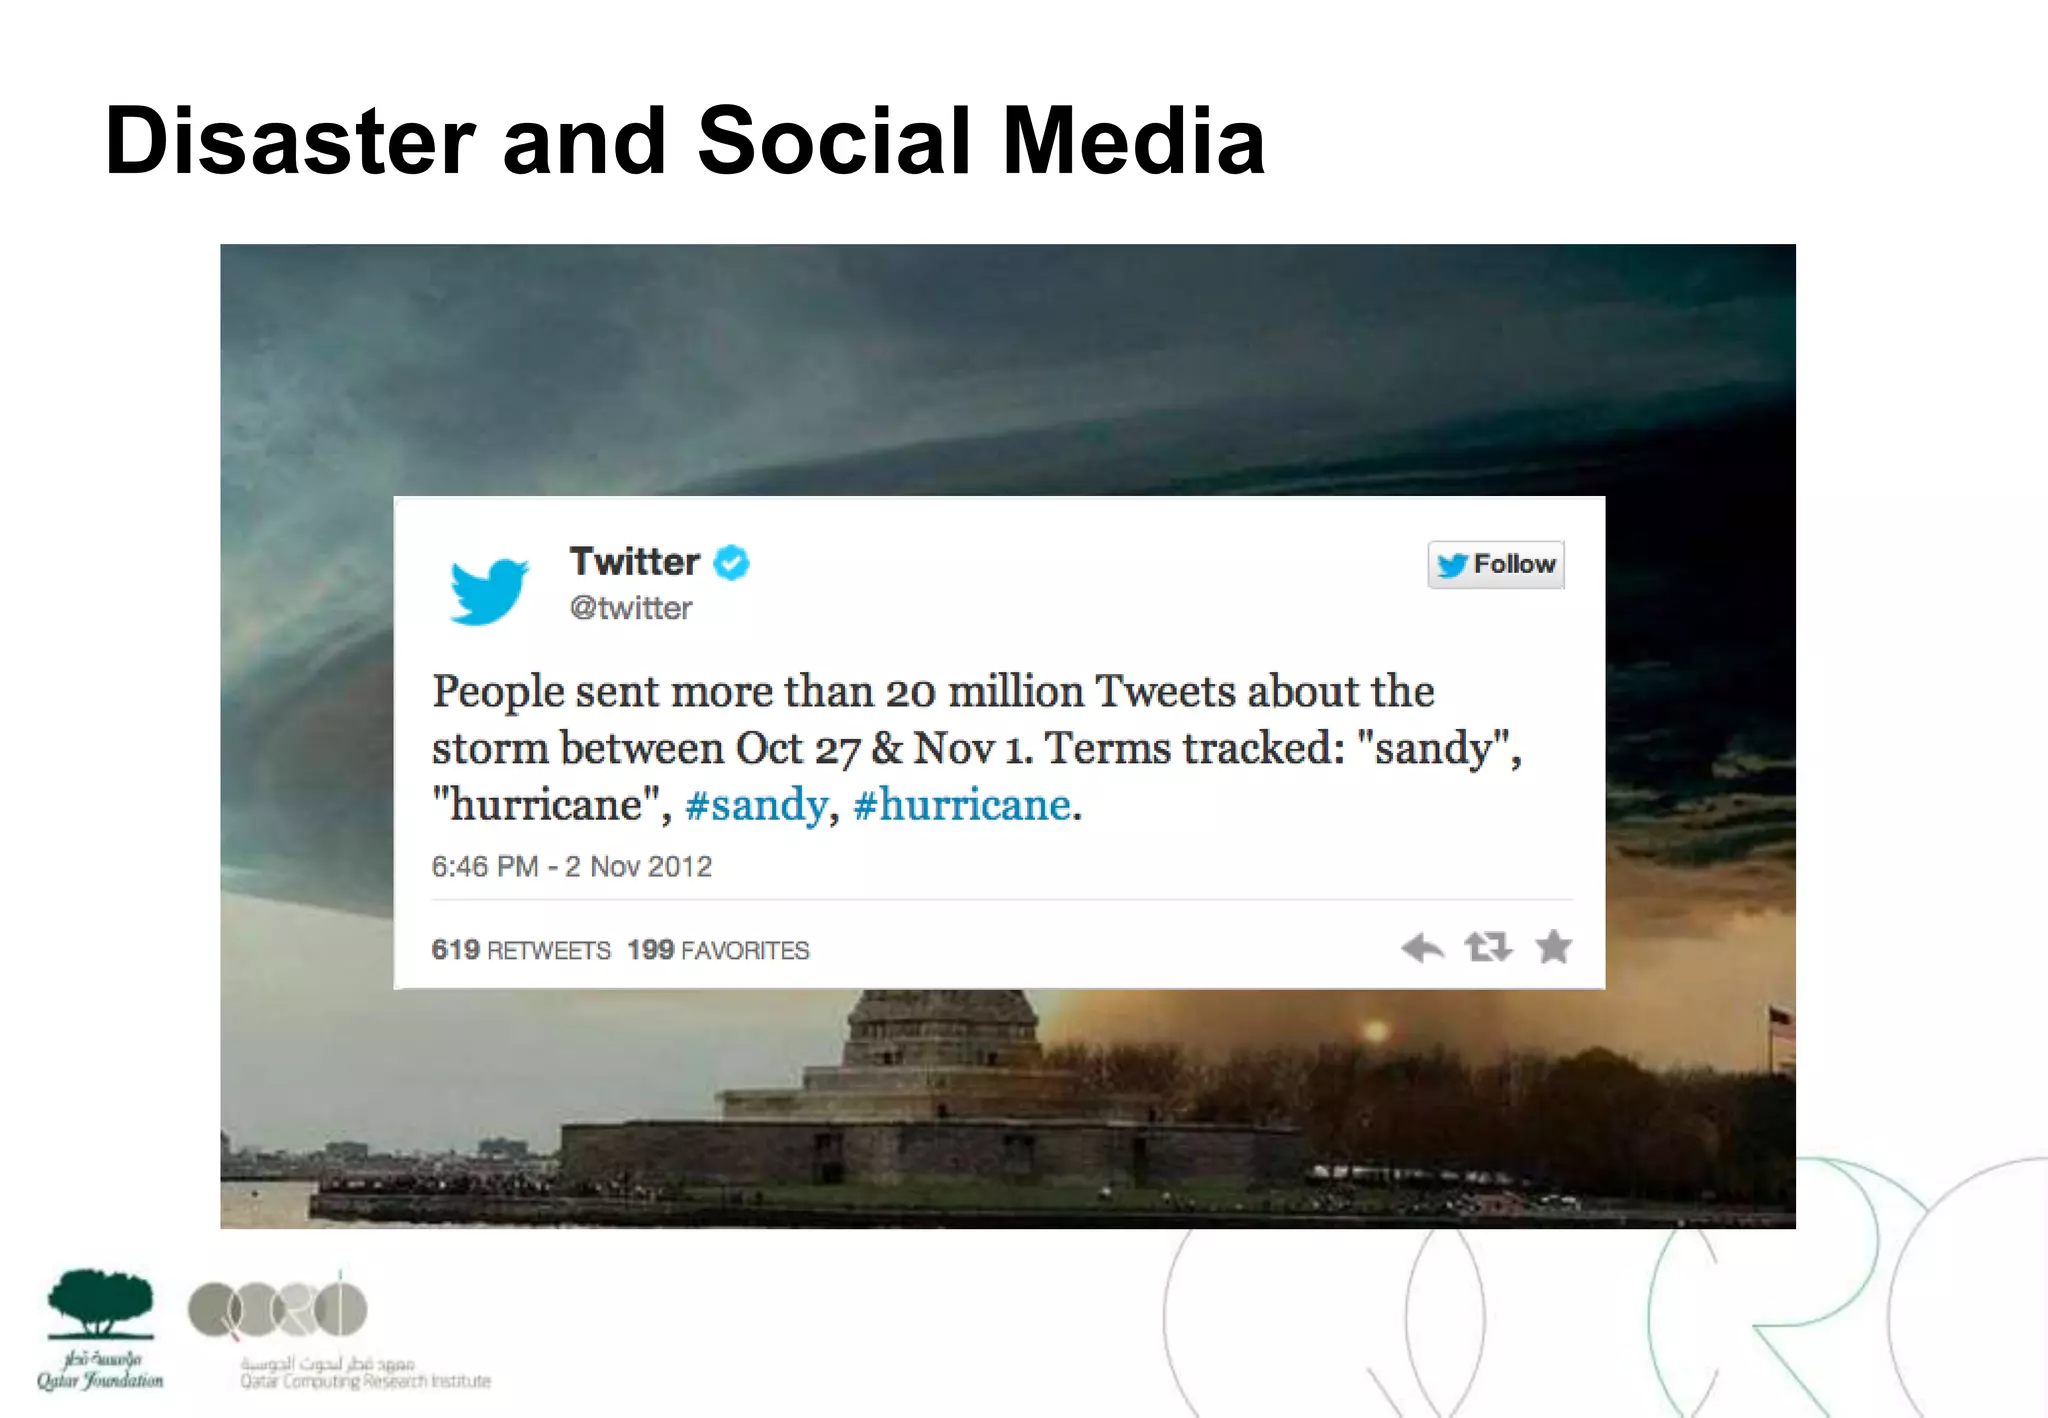 Disaster and Social Media
Twitter
@twitter
Follow
People sent more than 20 million Tweets about the
storm between Oct 27 & Nov 1. Terms tracked: "sandy",
"hurricane", #sandy, #hurricane.
6:46 PM - 2 Nov 2012
619 RETWEETS 199 FAVORITES
مؤسسة قطر
Qatar Foundation
QCRI
معهد قطر لبحوث الحوسبة
Qatar Computing Research Institute